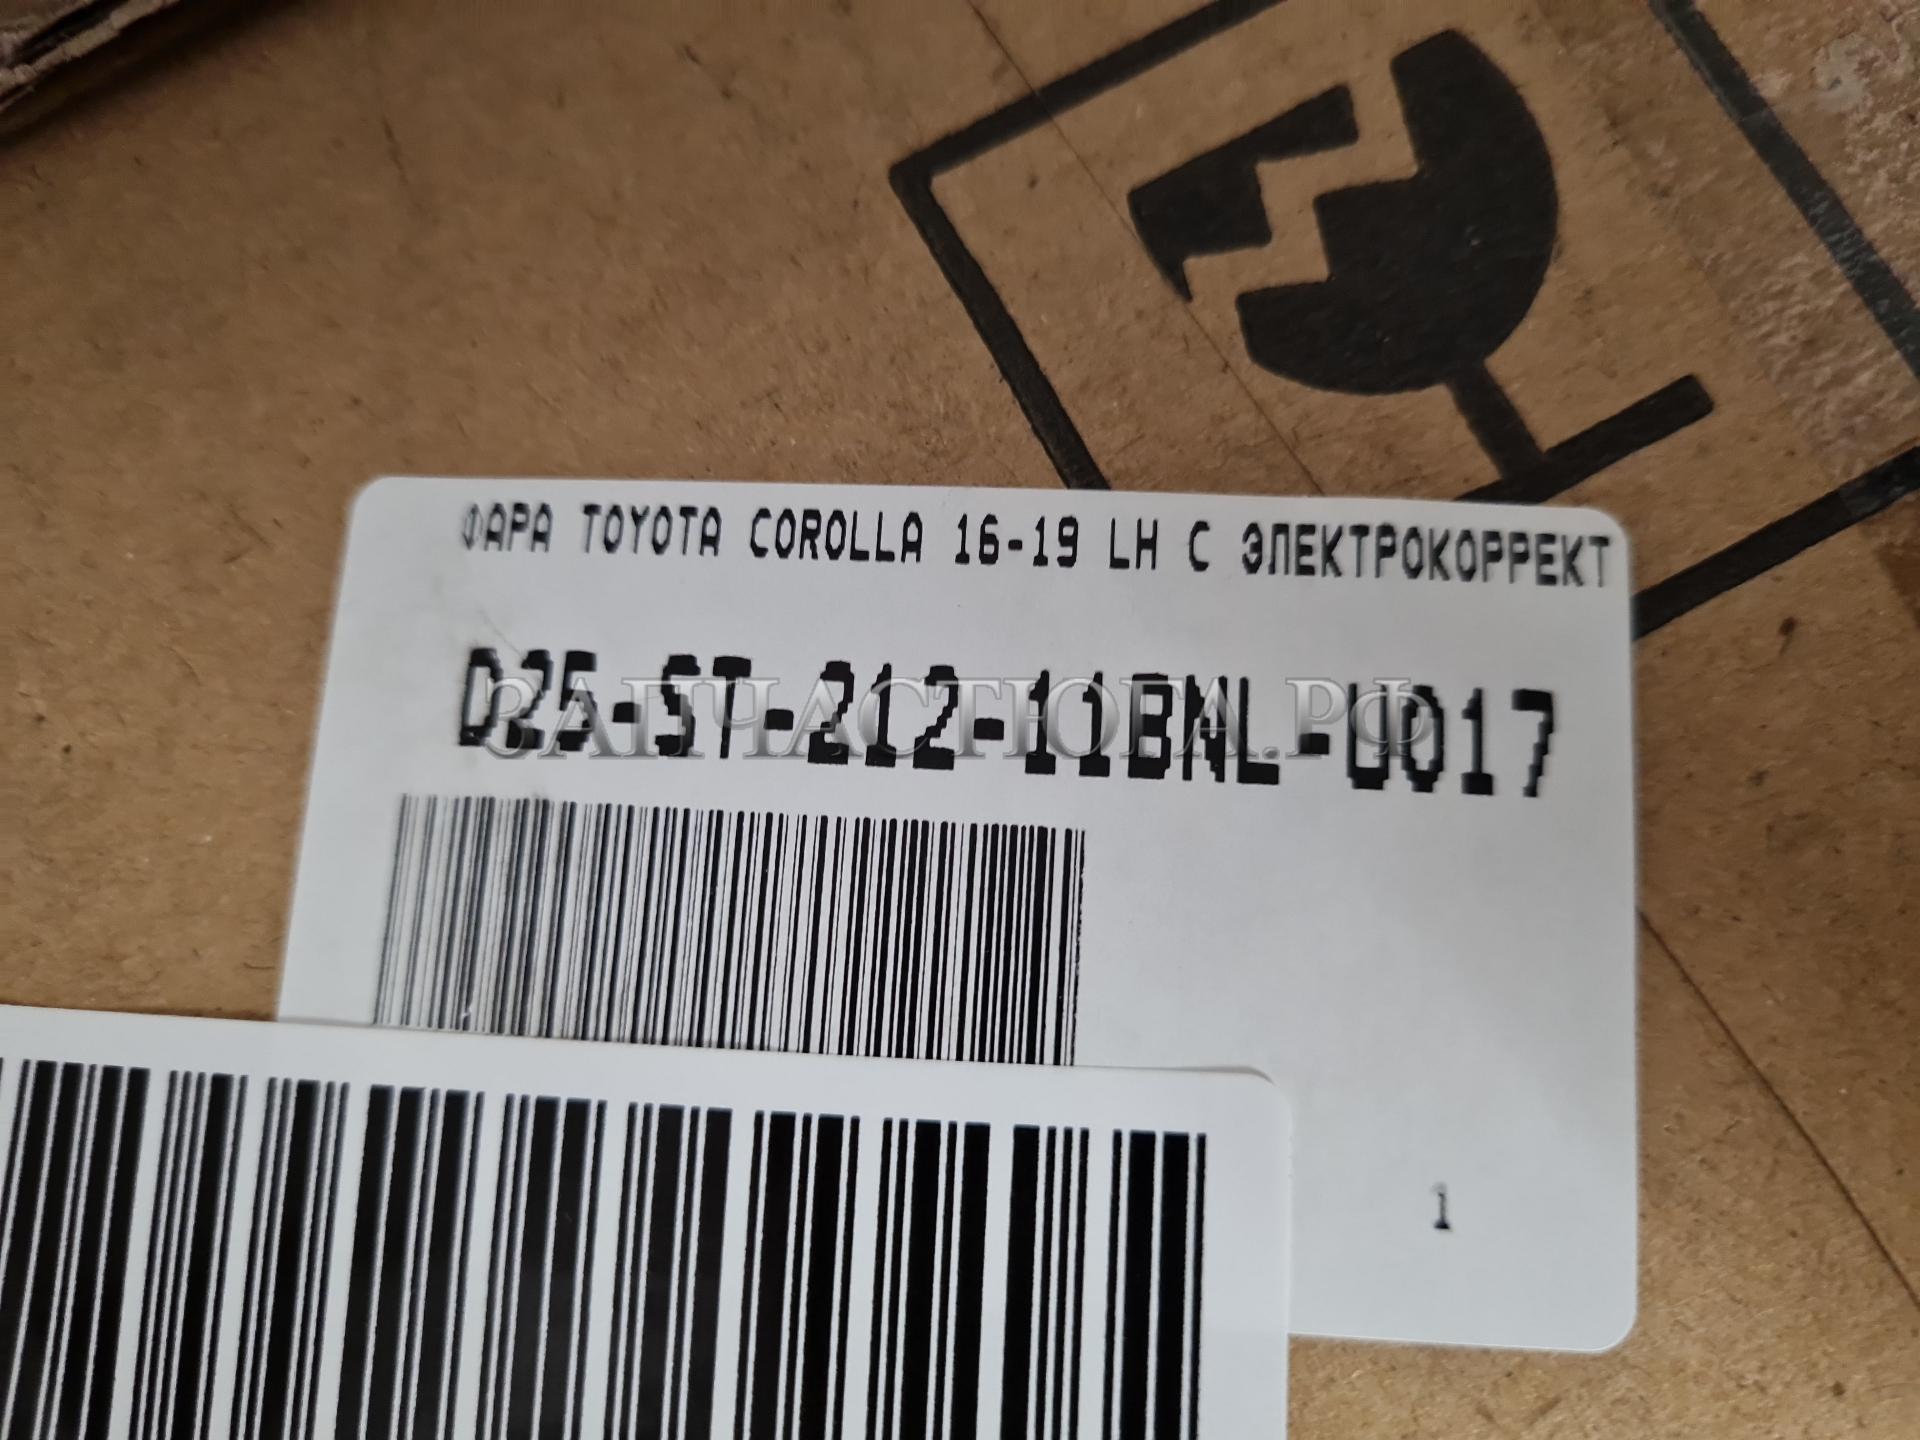 ФАРА TOYOTA COROLLA 16-19 LH С ЭЛЕКТРОКОРРЕКТ
D25-ST-212-11BNL-U017
ЗАПЧАСТЮГА.РФ
1